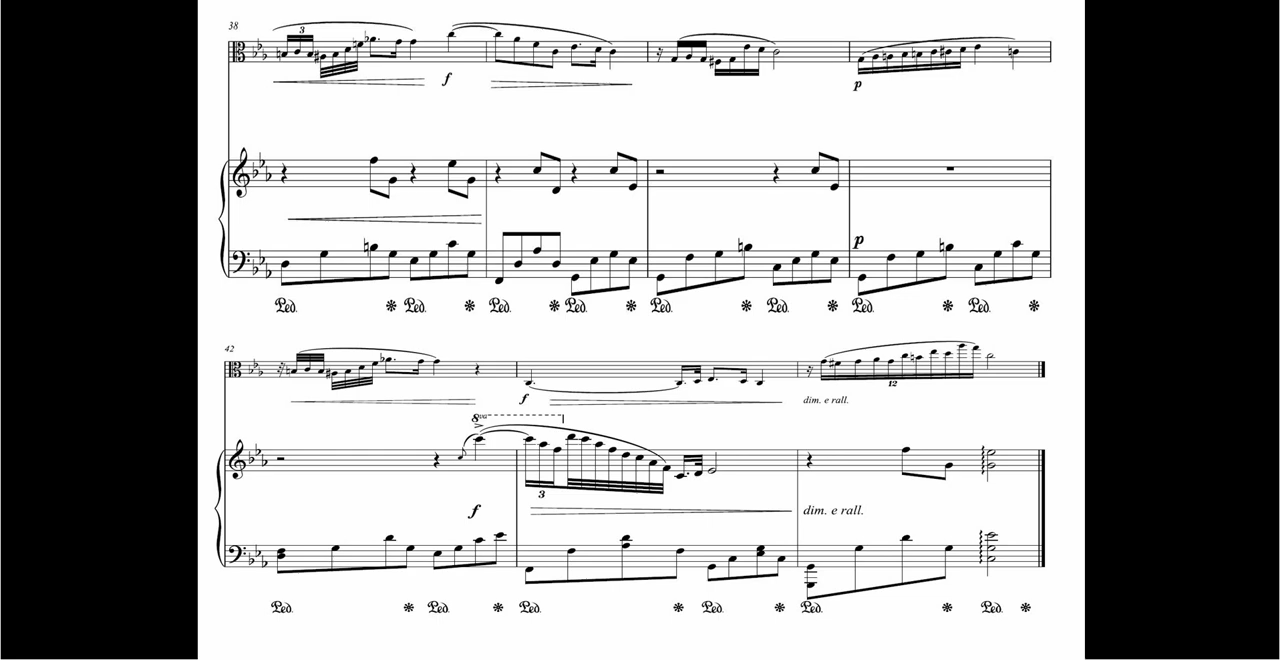 38
3
f
p
p
Ped. Ped. Ped. Ped. Ped. Ped. Ped. Ped.
42
12
f
dim. e rall.
8va
3
f
dim. e rall.
Ped. Ped. Ped. Ped. Ped. Ped.